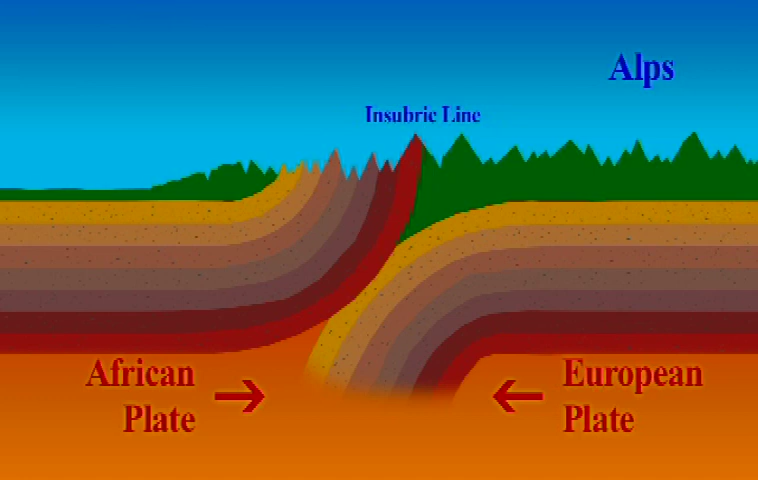 Alps
Insubric Line
African
Plate
European
Plate